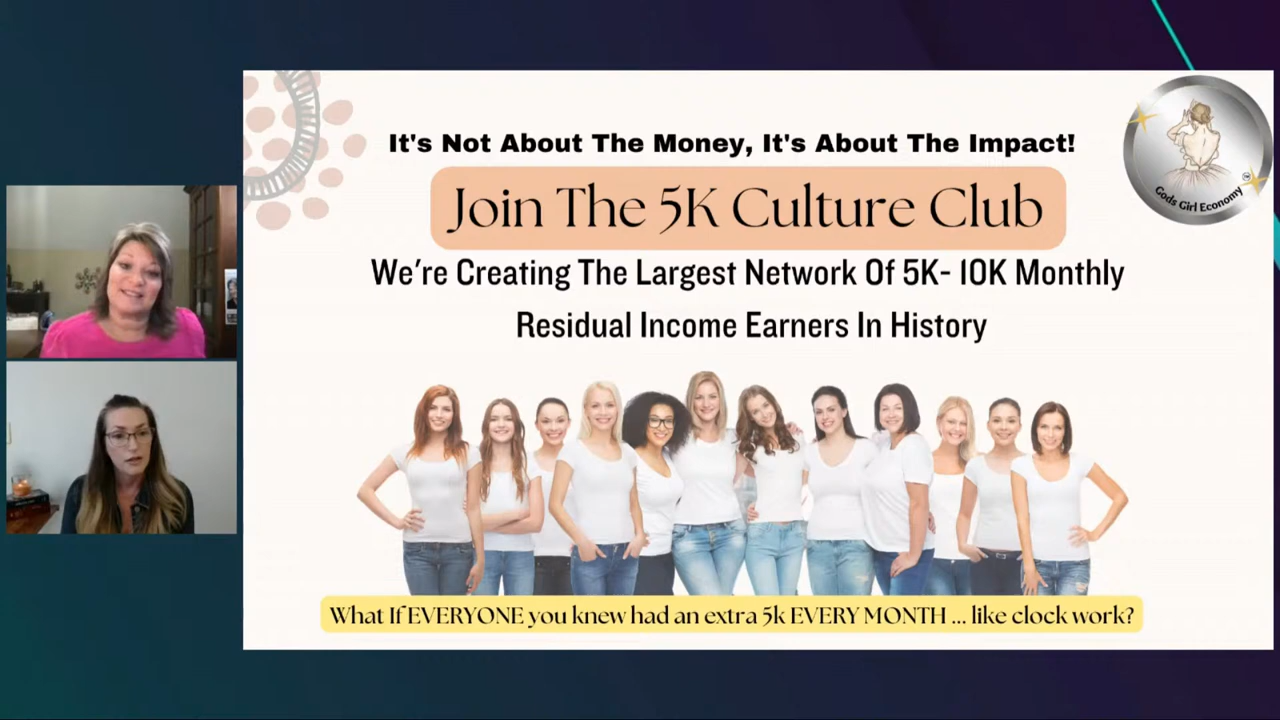 It's Not About The Money, It's About The Impact!
Join The 5K Culture Club
We're Creating The Largest Network Of 5K- 10K Monthly
Residual Income Earners In History
Gods Girl Economy
What If EVERYONE you knew had an extra 5k EVERY MONTH ... like clock work?